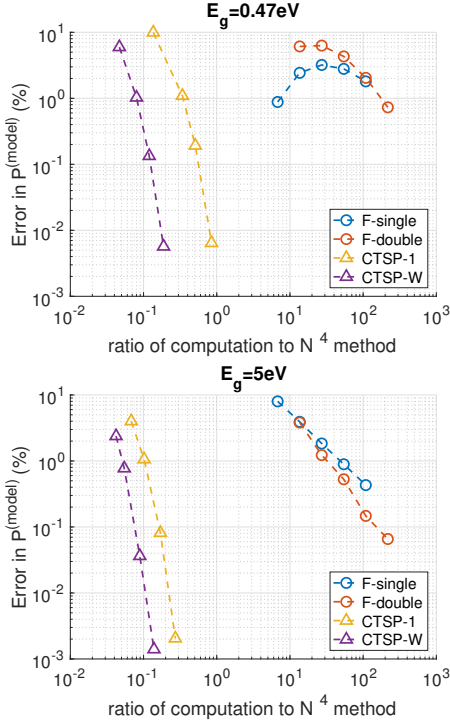 E_g=0.47eV
Error in P^(model) (%)
10^1
10^0
10^-1
10^-2
10^-3
F-single
F-double
CTSP-1
CTSP-W
10^-2 10^-1 10^0 10^1 10^2 10^3
ratio of computation to N^4 method
E_g=5eV
Error in P^(model) (%)
10^1
10^0
10^-1
10^-2
10^-3
F-single
F-double
CTSP-1
CTSP-W
10^-2 10^-1 10^0 10^1 10^2 10^3
ratio of computation to N^4 method